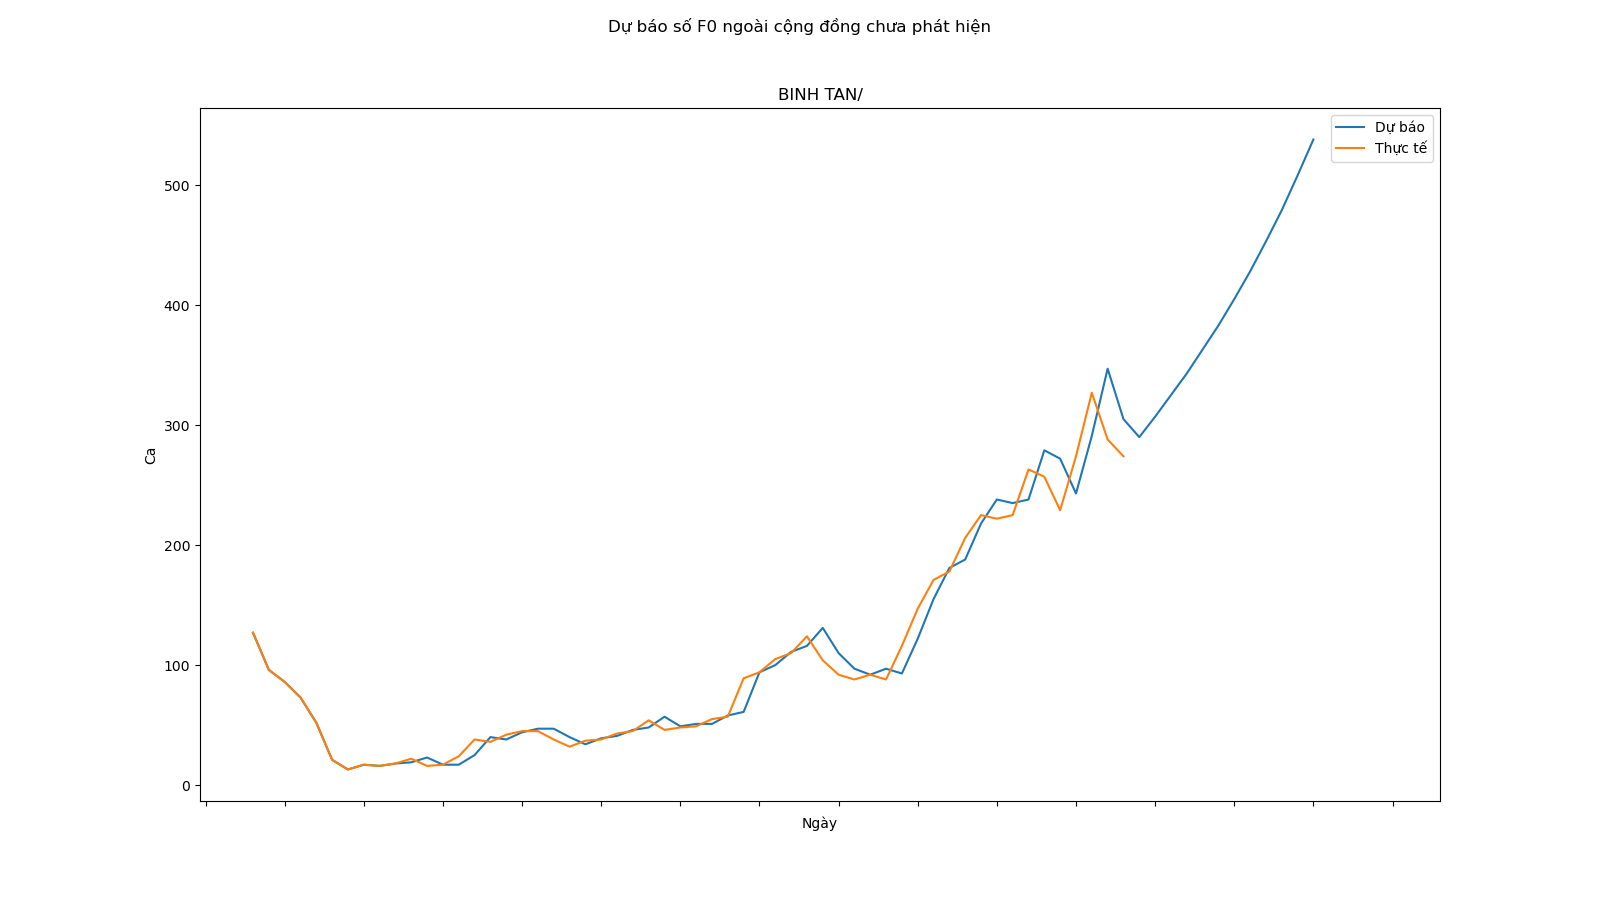 Dự báo số F0 ngoài cộng đồng chưa phát hiện
BINH TAN/
Dự báo
Thực tế
500
400
300
200
100
0
Ca
Ngày